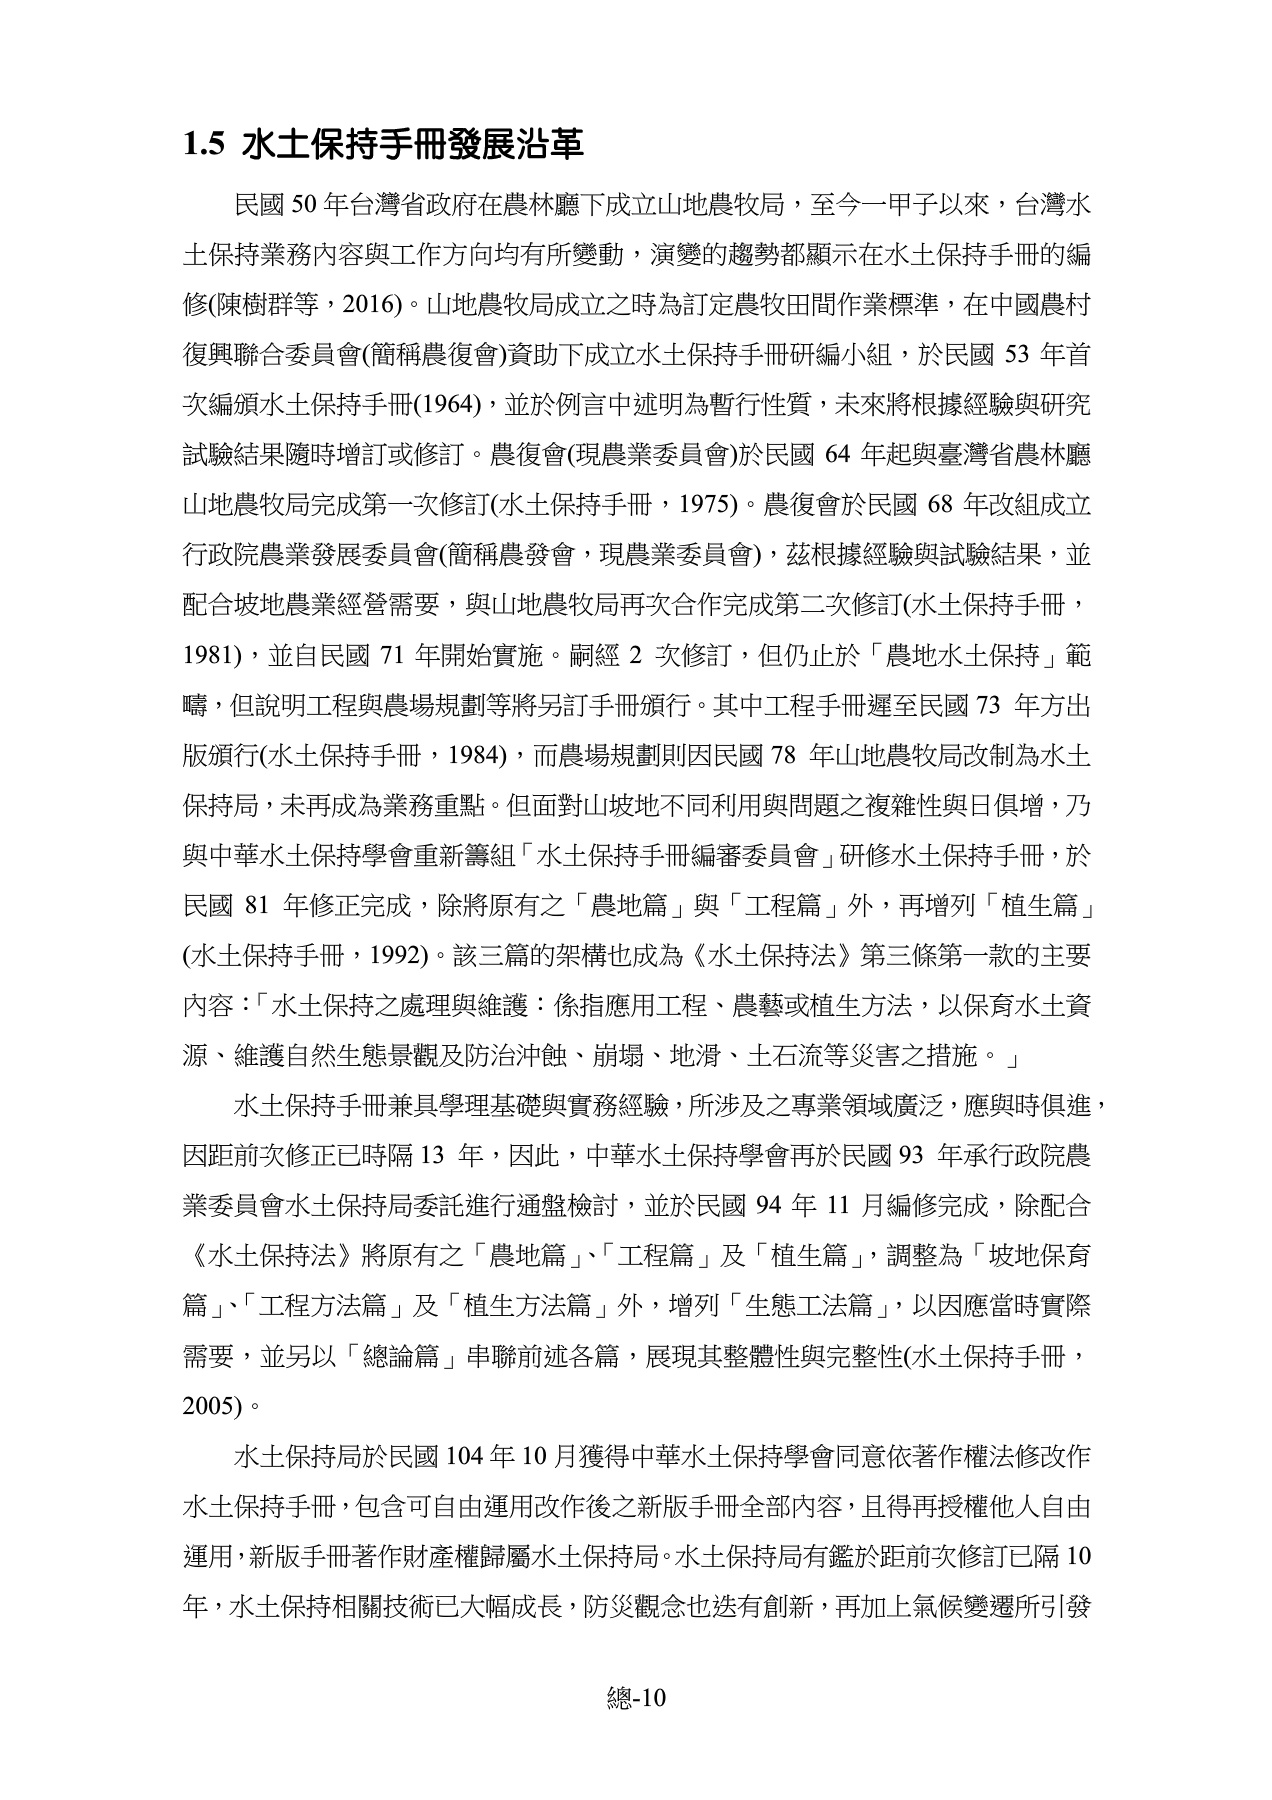 1.5 水土保持手冊發展沿革
民國 50 年台灣省政府在農林廳下成立山地農牧局，至今一甲子以來，台灣水
土保持業務內容與工作方向均有所變動，演變的趨勢都顯示在水土保持手冊的編
修(陳樹群等，2016)。山地農牧局成立之時為訂定農牧田間作業標準，在中國農村
復興聯合委員會(簡稱農復會)資助下成立水土保持手冊研編小組，於民國 53 年首
次編頒水土保持手冊(1964)，並於例言中述明為暫行性質，未來將根據經驗與研究
試驗結果隨時增訂或修訂。農復會(現農業委員會)於民國 64 年起與臺灣省農林廳
山地農牧局完成第一次修訂(水土保持手冊，1975)。農復會於民國 68 年改組成立
行政院農業發展委員會(簡稱農發會，現農業委員會)，茲根據經驗與試驗結果，並
配合坡地農業經營需要，與山地農牧局再次合作完成第二次修訂(水土保持手冊，
1981)，並自民國 71 年開始實施。嗣經 2 次修訂，但仍止於「農地水土保持」範
疇，但說明工程與農場規劃等將另訂手冊頒行。其中工程手冊遲至民國 73 年方出
版頒行(水土保持手冊，1984)，而農場規劃則因民國 78 年山地農牧局改制為水土
保持局，未再成為業務重點。但面對山坡地不同利用與問題之複雜性與日俱增，乃
與中華水土保持學會重新籌組「水土保持手冊編審委員會」研修水土保持手冊，於
民國 81 年修正完成，除將原有之「農地篇」與「工程篇」外，再增列「植生篇」
(水土保持手冊，1992)。該三篇的架構也成為《水土保持法》第三條第一款的主要
內容：「水土保持之處理與維護：係指應用工程、農藝或植生方法，以保育水土資
源、維護自然生態景觀及防治沖蝕、崩塌、地滑、土石流等災害之措施。」
水土保持手冊兼具學理基礎與實務經驗，所涉及之專業領域廣泛，應與時俱進，
因距前次修正已時隔 13 年，因此，中華水土保持學會再於民國 93 年承行政院農
業委員會水土保持局委託進行通盤檢討，並於民國 94 年 11 月編修完成，除配合
《水土保持法》將原有之「農地篇」、「工程篇」及「植生篇」，調整為「坡地保育
篇」、「工程方法篇」及「植生方法篇」外，增列「生態工法篇」，以因應當時實際
需要，並另以「總論篇」串聯前述各篇，展現其整體性與完整性(水土保持手冊，
2005)。
水土保持局於民國 104 年 10 月獲得中華水土保持學會同意依著作權法修改作
水土保持手冊，包含可自由運用改作後之新版手冊全部內容，且得再授權他人自由
運用，新版手冊著作財產權歸屬水土保持局。水土保持局有鑑於距前次修訂已隔 10
年，水土保持相關技術已大幅成長，防災觀念也迭有創新，再加上氣候變遷所引發
總-10